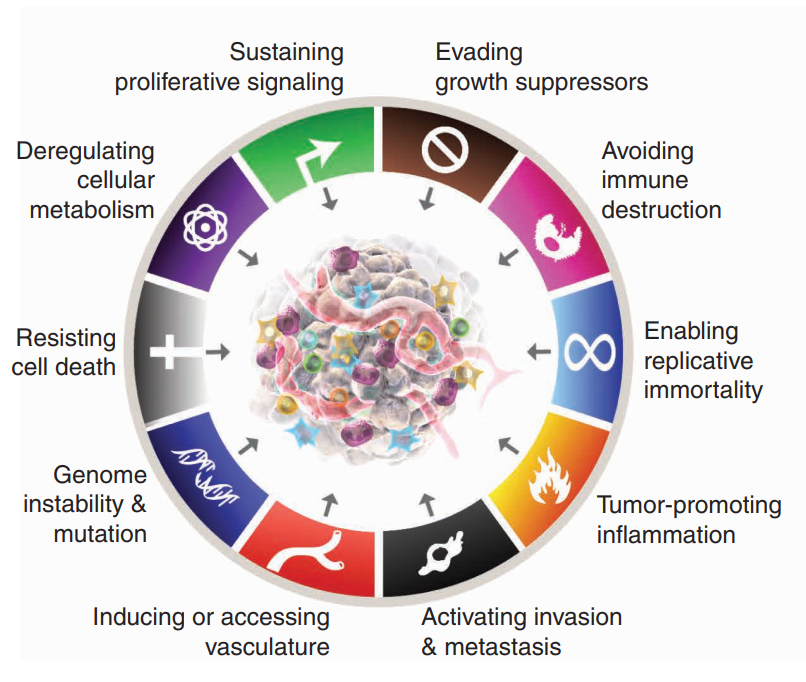 Sustaining
proliferative signaling
Evading
growth suppressors
Avoiding
immune
destruction
Enabling
replicative
immortality
Tumor-promoting
inflammation
Activating invasion
& metastasis
Inducing or accessing
vasculature
Genome
instability &
mutation
Resisting
cell death
Deregulating
cellular
metabolism